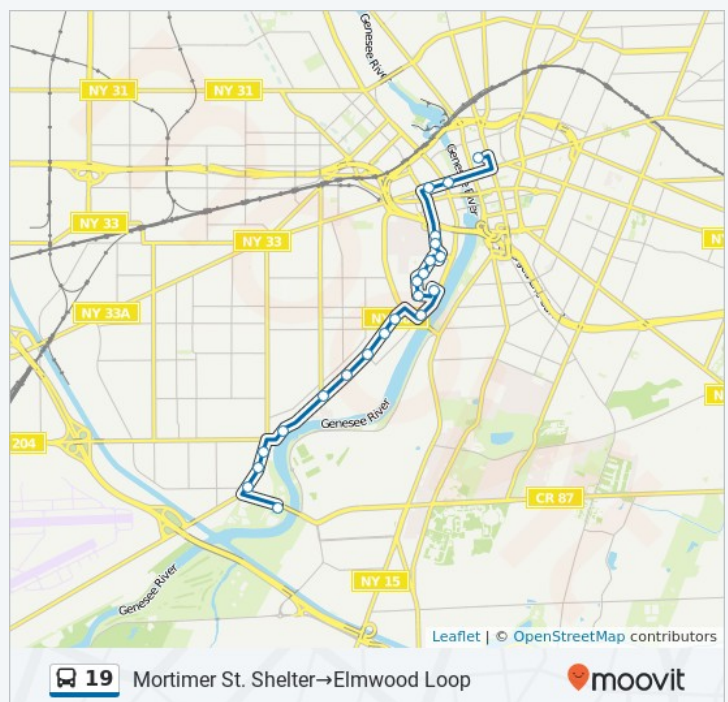 Genesee River
NY 31
NY 31
Genesee River
NY 33
NY 33
NY 33A
Genesee River
204
CR 87
NY 15
Genesee River
Leaflet | © OpenStreetMap contributors
19 Mortimer St. Shelter→Elmwood Loop
moovit